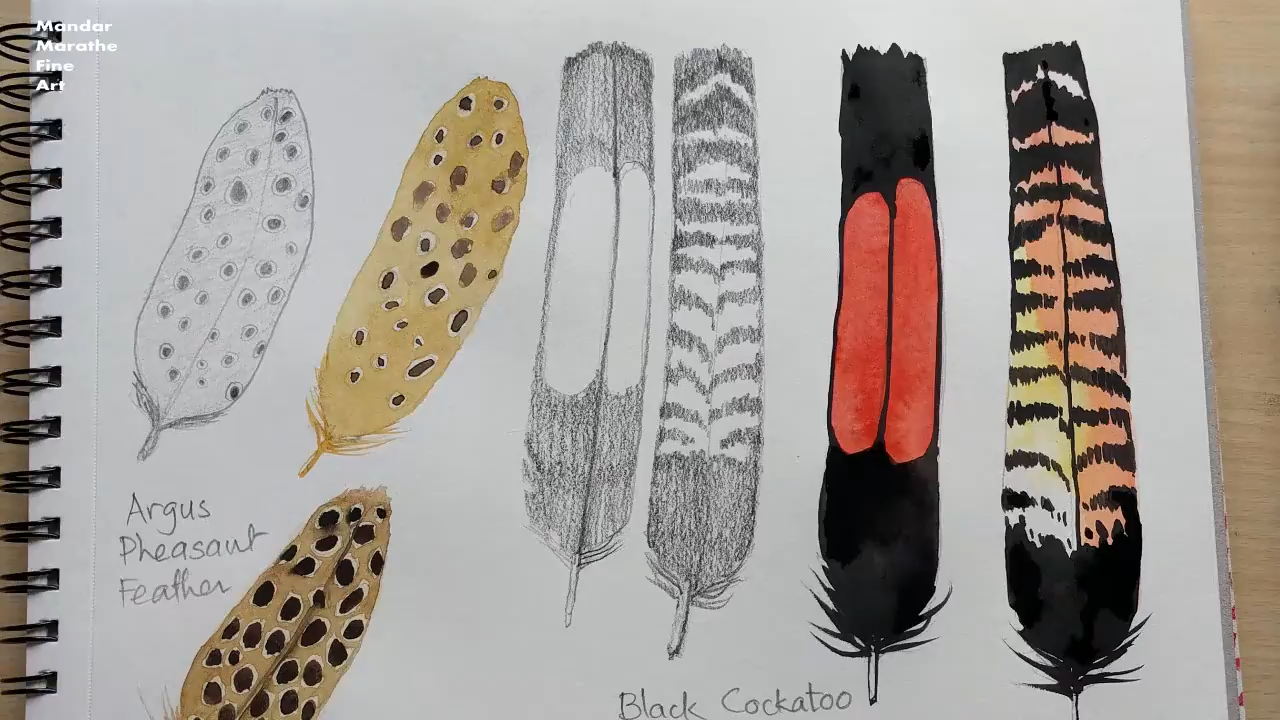 Mandar
Marathe
Fine
Art
Argus
Pheasant
Feather
Black Cockatoo